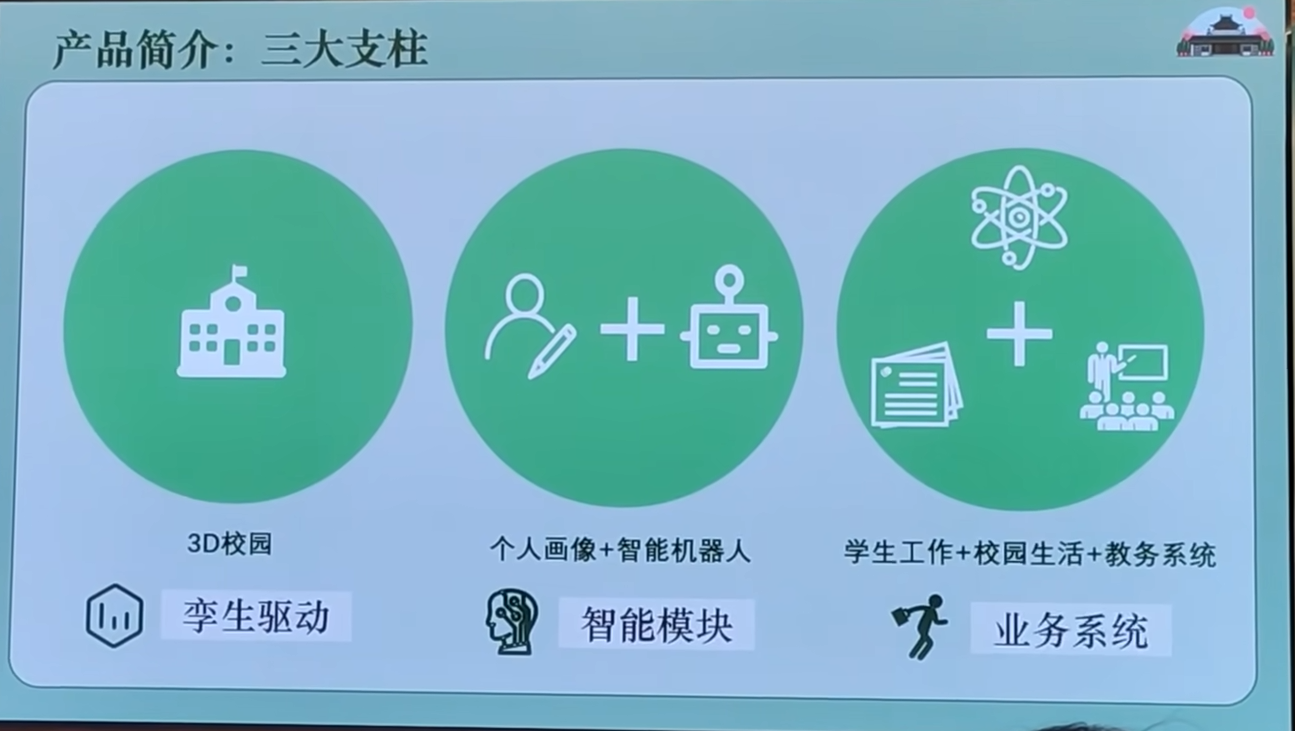 产品简介：三大支柱
3D校园
个人画像+智能机器人
学生工作+校园生活+教务系统
孪生驱动
智能模块
业务系统